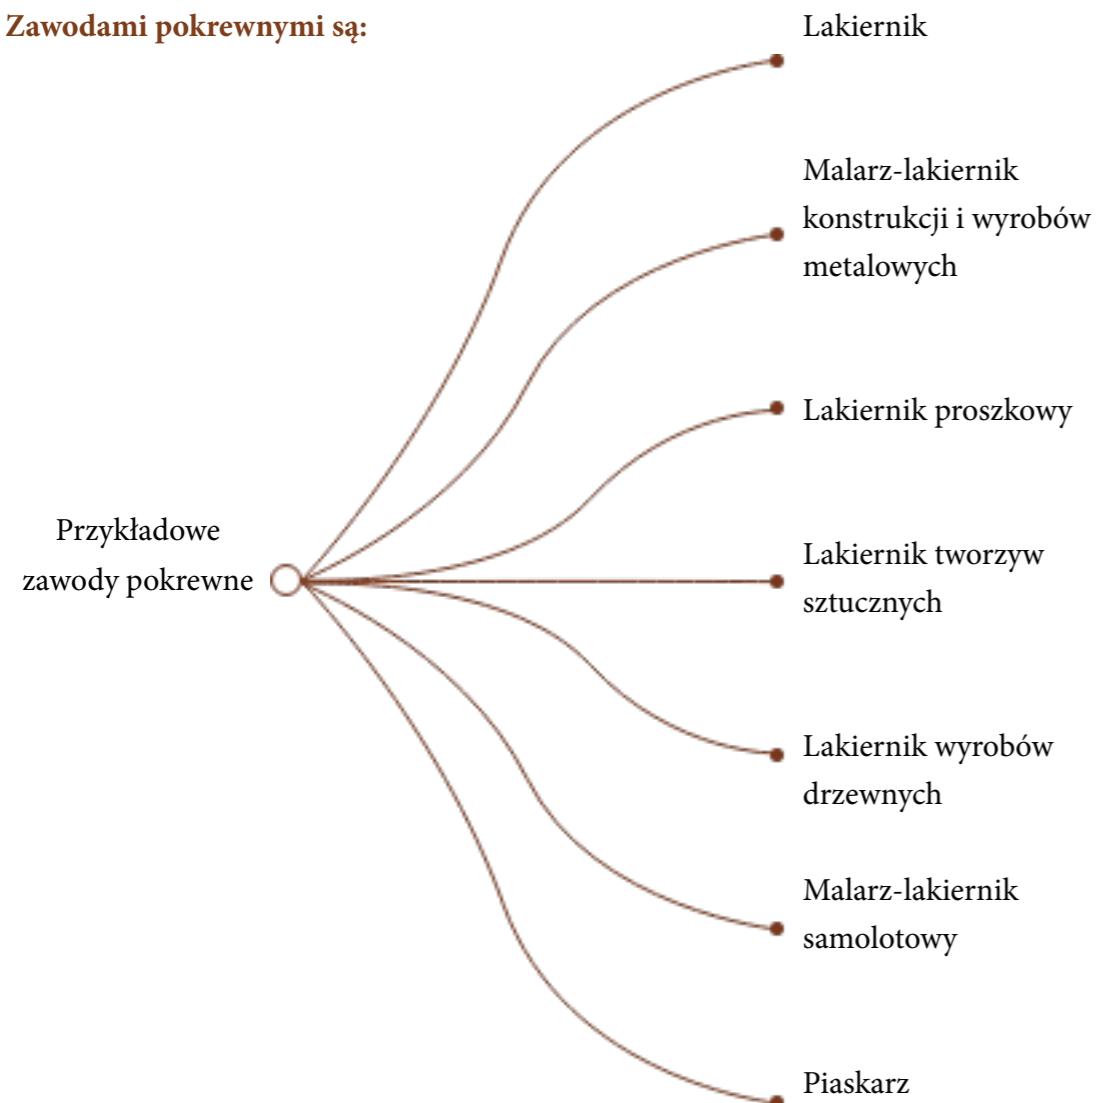 Zawodami pokrewnymi są:
Lakiernik
Malarz-lakiernik
konstrukcji i wyrobów
metalowych
Lakiernik proszkowy
Przykładowe
zawody pokrewne
Lakiernik tworzyw
sztucznych
Lakiernik wyrobów
drzewnych
Malarz-lakiernik
samolotowy
Piaskarz